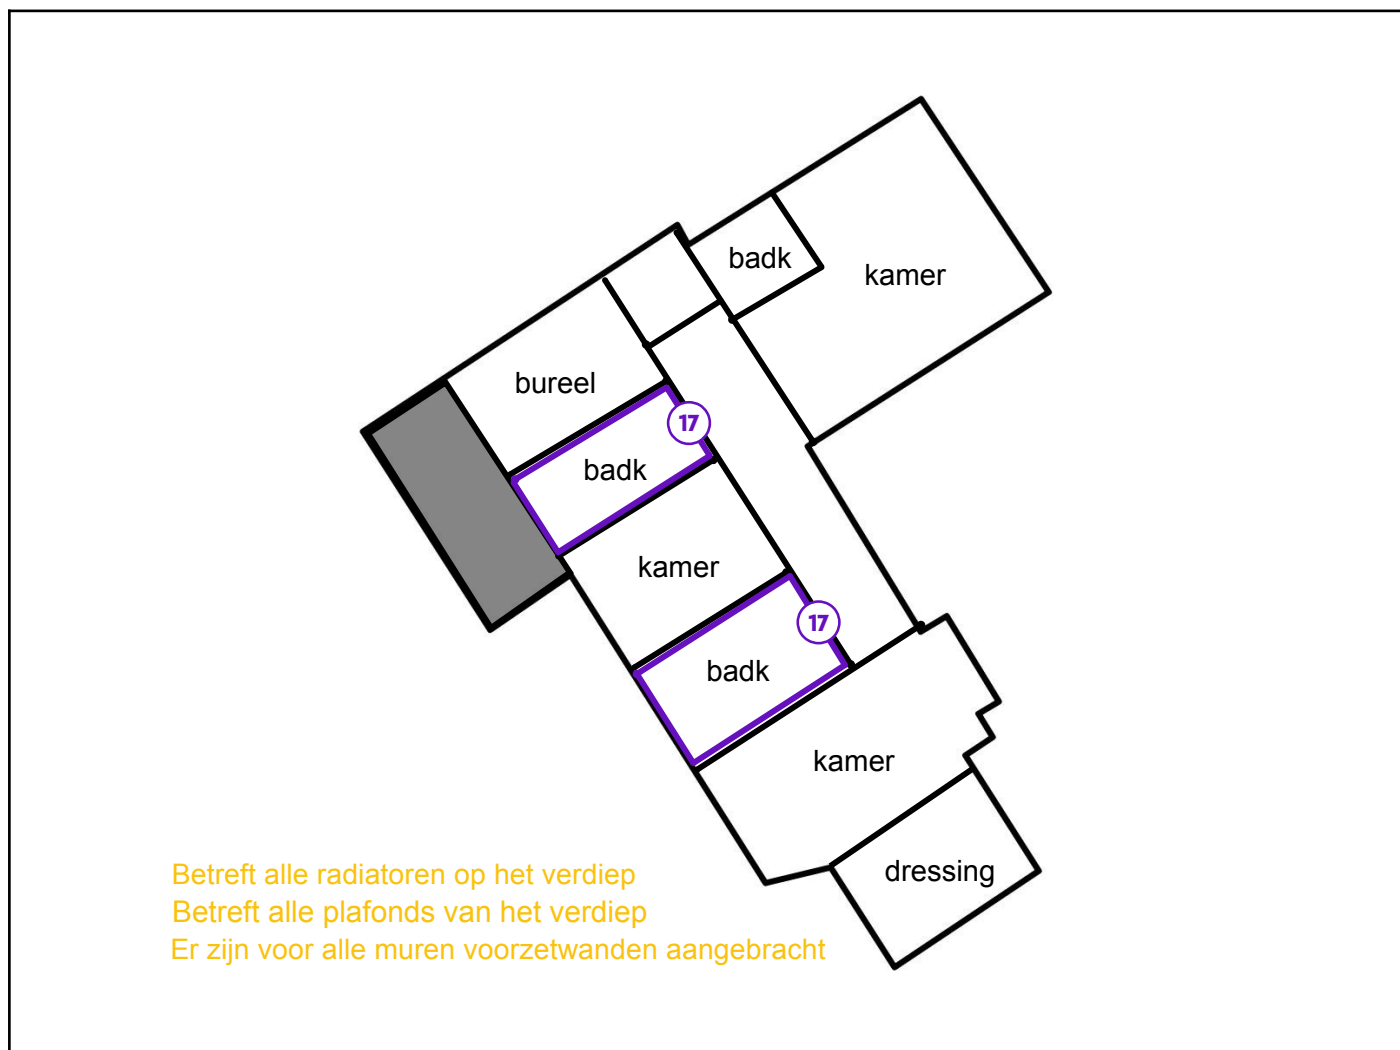 badk
kamer
bureel
17
badk
kamer
17
badk
kamer
dressing
Betreft alle radiatoren op het verdiep
Betreft alle plafonds van het verdiep
Er zijn voor alle muren voorzetwanden aangebracht